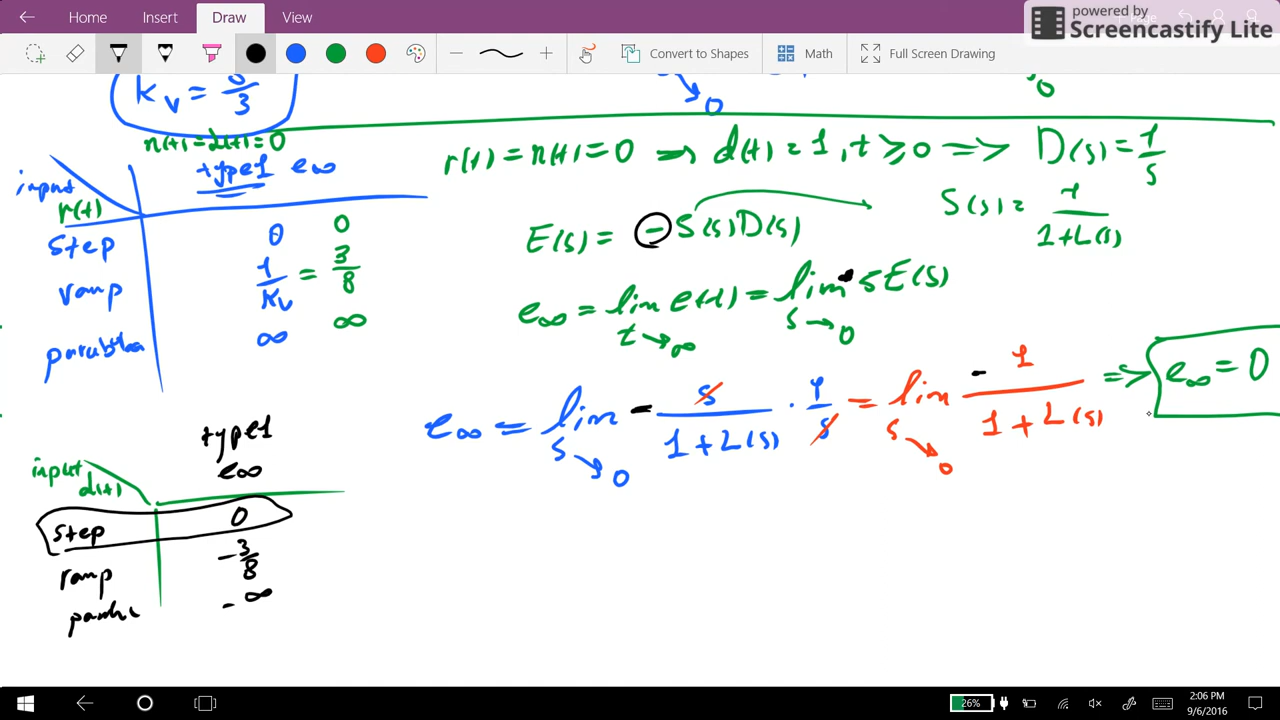 Home Insert Draw View
powered by
Screencastify Lite
Convert to Shapes Math Full Screen Drawing
K_v = 8/3
→ 0
0
n(t)=d(t)=0
type1 e∞
input
r(t)
step 0 0
ramp 1/K_v = 3/8
∞ ∞
r(t) = n(t) = 0 → d(t) = 1, t ≥ 0 => D(s) = 1/s
E(s) = - S(s)D(s)
S(s) = 1/(1+L(s))
e∞ = lim e(t) = lim sE(s)
t → ∞ s → 0
e∞ = lim - s/(1+L(s)) · 1/s = lim - 1/(1+L(s)) => e∞ = 0
s → 0 s → 0
type1
e∞
input
d(t)
step 0
ramp - 3/8
- ∞
26%
2:06 PM
9/6/2016